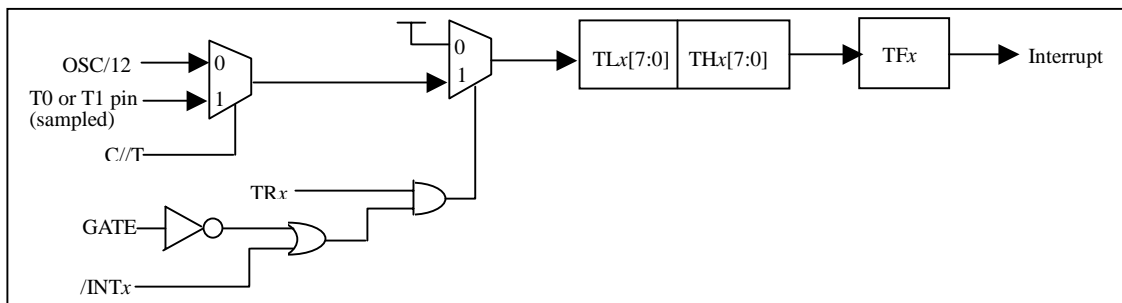 OSC/12
T0 or T1 pin
(sampled)
C//T
0
1
0
1
TRx
GATE
/INTx
TLx[7:0]
THx[7:0]
TFx
Interrupt